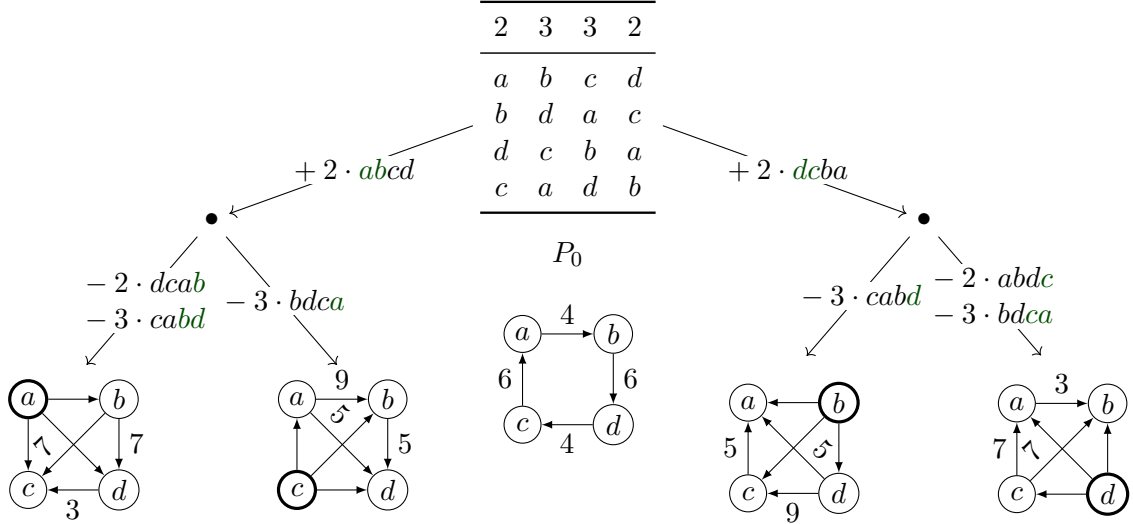 2 3 3 2
a b c d
b d a c
d c b a
c a d b
+ 2 · abcd
+ 2 · dcba
P₀
− 2 · dcab
− 3 · cabd
− 3 · bdca
− 3 · cabd
− 2 · abdc
− 3 · bdca
a 4 b
6 6
c 4 d
a b
7 7
c 3 d
a 9 b
5 5
c d
a b
5 5
c 9 d
a 3 b
7 7
c d